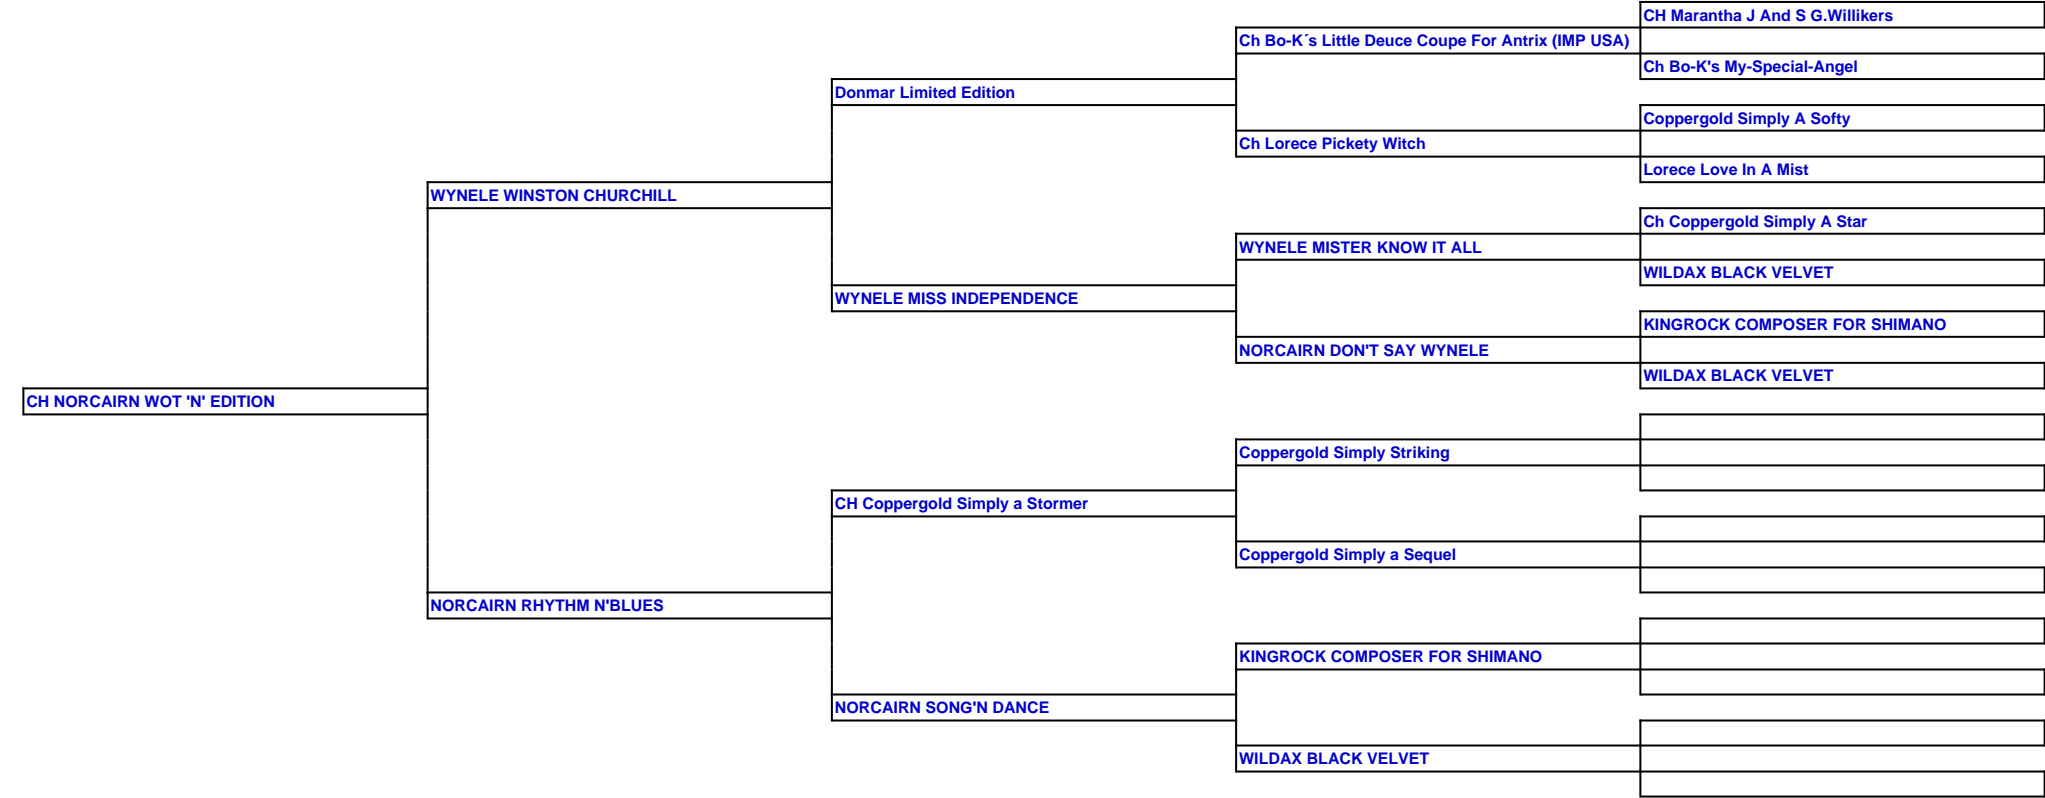 CH Marantha J And S G.Willikers
Ch Bo-K´s Little Deuce Coupe For Antrix (IMP USA)
Ch Bo-K's My-Special-Angel
Donmar Limited Edition
Coppergold Simply A Softy
Ch Lorece Pickety Witch
Lorece Love In A Mist
WYNELE WINSTON CHURCHILL
Ch Coppergold Simply A Star
WYNELE MISTER KNOW IT ALL
WILDAX BLACK VELVET
WYNELE MISS INDEPENDENCE
KINGROCK COMPOSER FOR SHIMANO
NORCAIRN DON'T SAY WYNELE
WILDAX BLACK VELVET
CH NORCAIRN WOT 'N' EDITION
Coppergold Simply Striking
CH Coppergold Simply a Stormer
Coppergold Simply a Sequel
NORCAIRN RHYTHM N'BLUES
KINGROCK COMPOSER FOR SHIMANO
NORCAIRN SONG'N DANCE
WILDAX BLACK VELVET